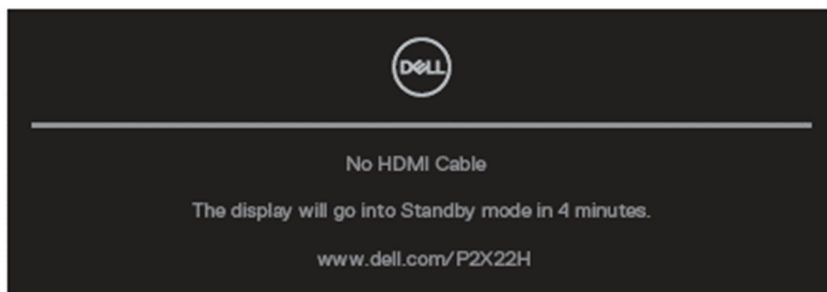 DELL
No HDMI Cable
The display will go into Standby mode in 4 minutes.
www.dell.com/P2X22H